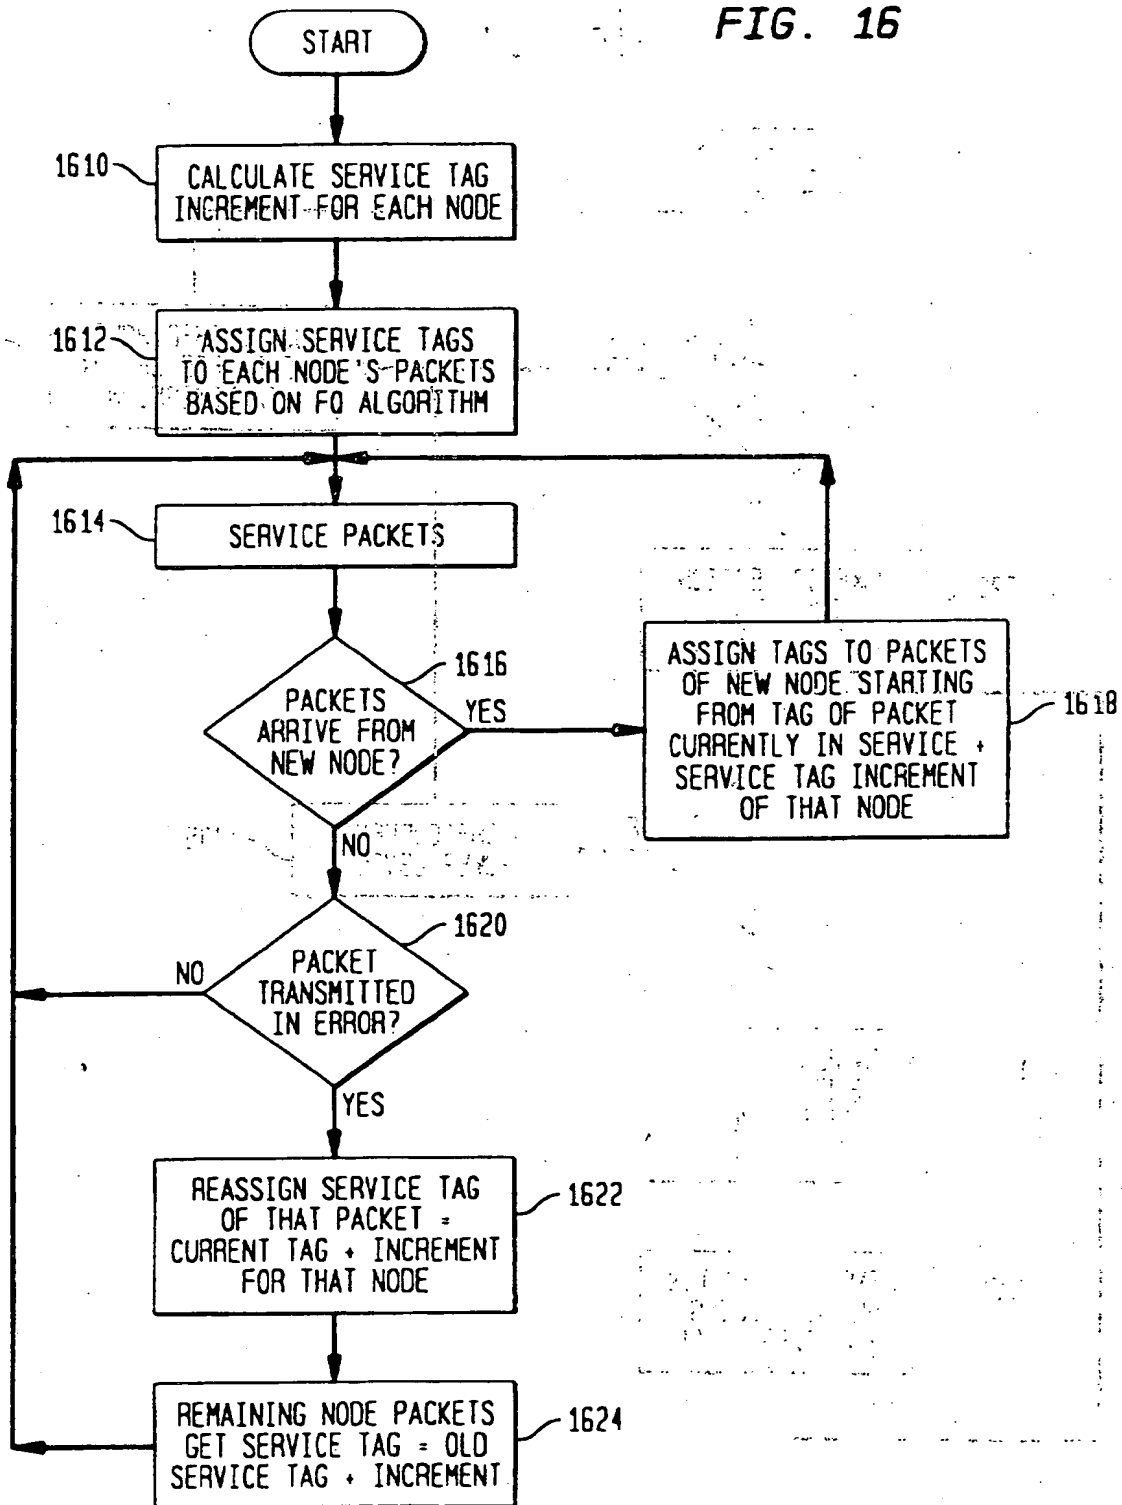 FIG. 16
START
1610
CALCULATE SERVICE TAG
INCREMENT FOR EACH NODE
1612
ASSIGN SERVICE TAGS
TO EACH NODE'S PACKETS
BASED ON FQ ALGORITHM
1614
SERVICE PACKETS
1616
PACKETS
ARRIVE FROM
NEW NODE?
YES
ASSIGN TAGS TO PACKETS
OF NEW NODE STARTING
FROM TAG OF PACKET
CURRENTLY IN SERVICE +
SERVICE TAG INCREMENT
OF THAT NODE
1618
NO
1620
PACKET
TRANSMITTED
IN ERROR?
NO
YES
REASSIGN SERVICE TAG
OF THAT PACKET =
CURRENT TAG + INCREMENT
FOR THAT NODE
1622
REMAINING NODE PACKETS
GET SERVICE TAG = OLD
SERVICE TAG + INCREMENT
1624